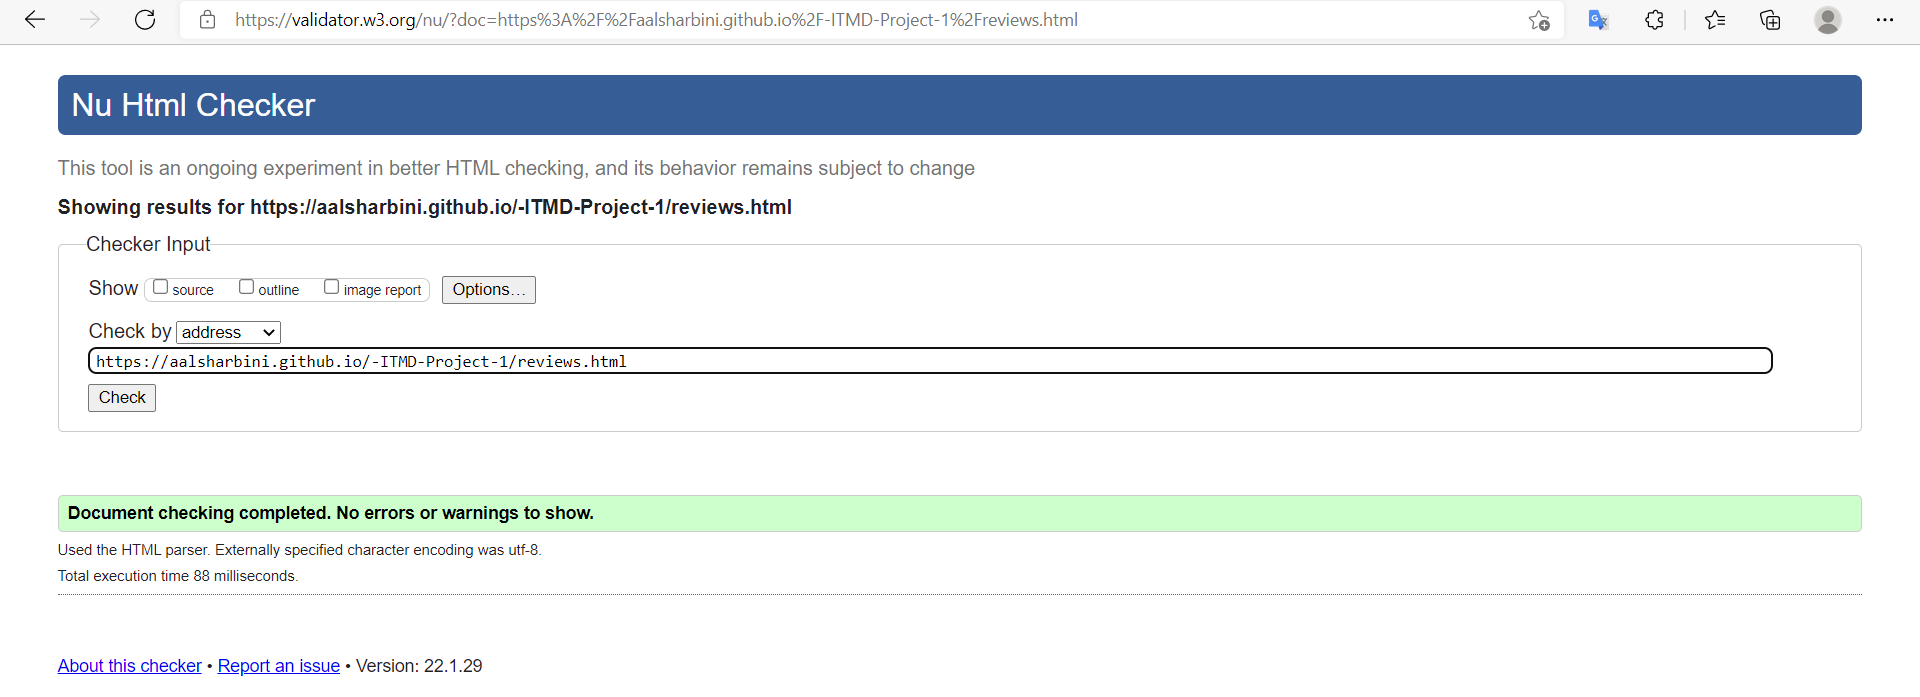 https://validator.w3.org/nu/?doc=https%3A%2F%2Faalsharbini.github.io%2F-ITMD-Project-1%2Freviews.html
Nu Html Checker
This tool is an ongoing experiment in better HTML checking, and its behavior remains subject to change
Showing results for https://aalsharbini.github.io/-ITMD-Project-1/reviews.html
Checker Input
Show source outline image report Options...
Check by address
https://aalsharbini.github.io/-ITMD-Project-1/reviews.html
Check
Document checking completed. No errors or warnings to show.
Used the HTML parser. Externally specified character encoding was utf-8.
Total execution time 88 milliseconds.
About this checker • Report an issue • Version: 22.1.29